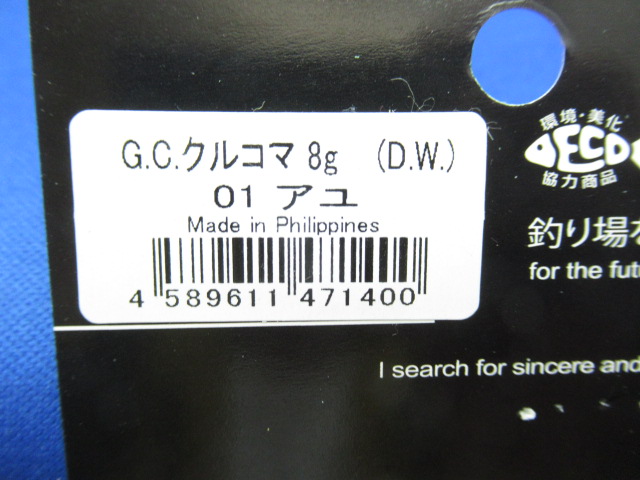 G.C.クルコマ 8g (D.W.)
01 アユ
Made in Philippines
4 589611 471400
環境・美化
DECO
協力商品
釣り場を
for the futu
I search for sincere and